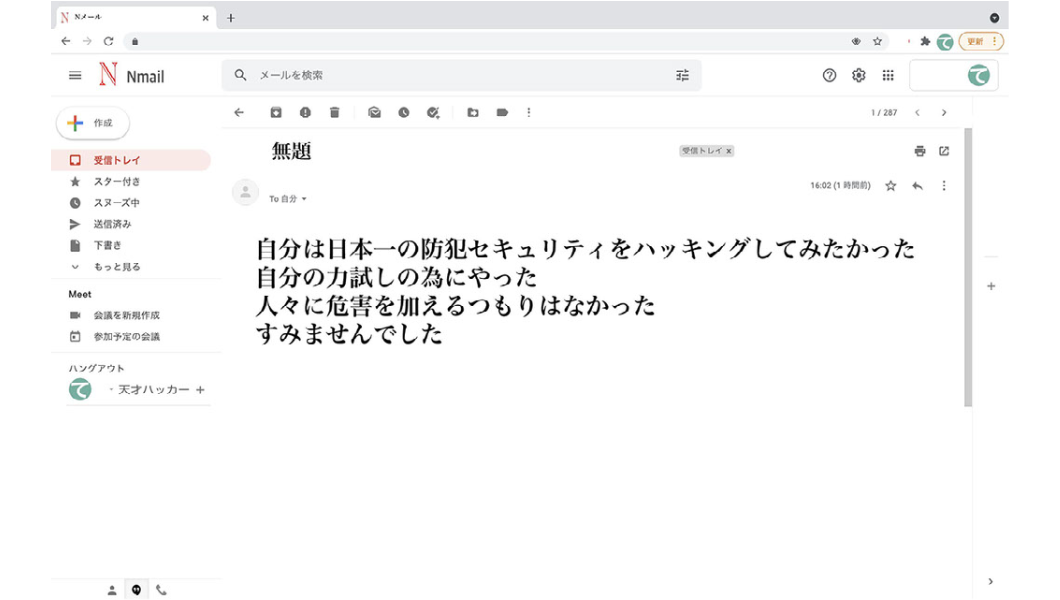 Nメール
更新
Nmail
メールを検索
て
作成
1 / 287
無題
受信トレイ
受信トレイ
スター付き
To 自分
16:02 (1 時間前)
スヌーズ中
送信済み
下書き
もっと見る
自分は日本一の防犯セキュリティをハッキングしてみたかった
自分の力試しの為にやった
人々に危害を加えるつもりはなかった
すみませんでした
Meet
会議を新規作成
参加予定の会議
ハングアウト
て
天才ハッカー